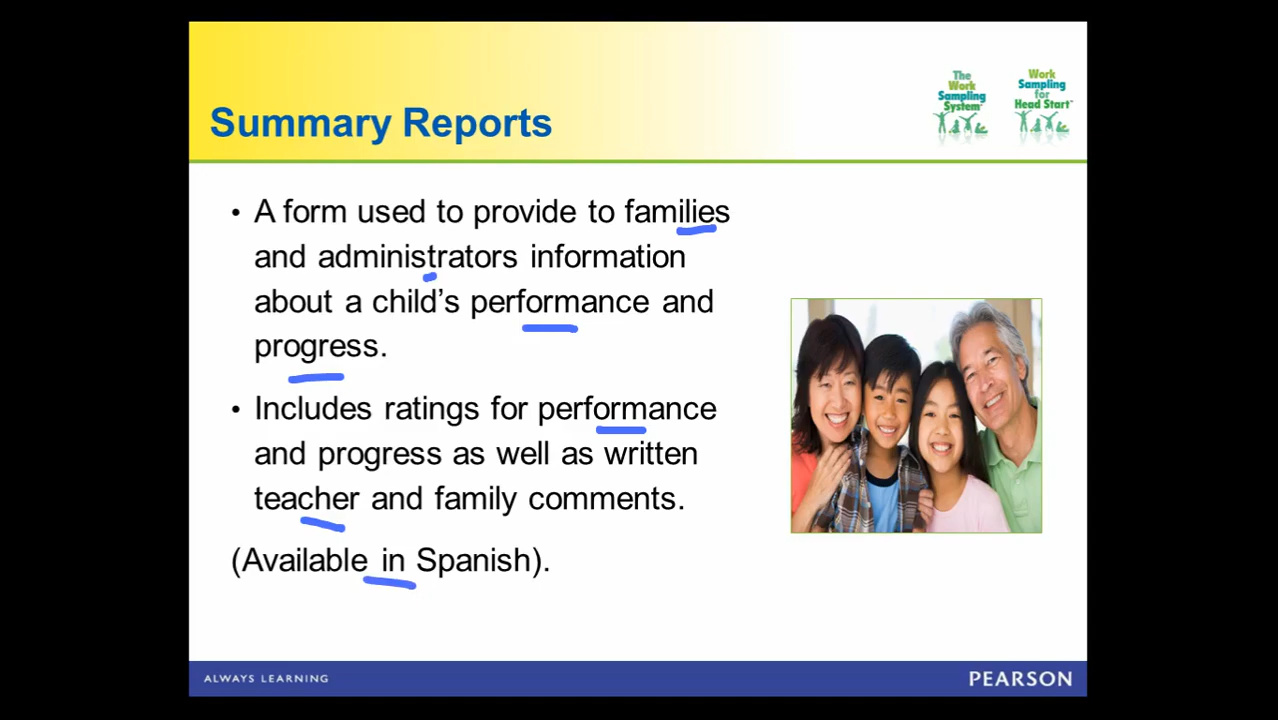 The
Work
Sampling
System™
Work
Sampling
for
Head Start™
Summary Reports
• A form used to provide to families
and administrators information
about a child’s performance and
progress.
• Includes ratings for performance
and progress as well as written
teacher and family comments.
(Available in Spanish).
ALWAYS LEARNING
PEARSON